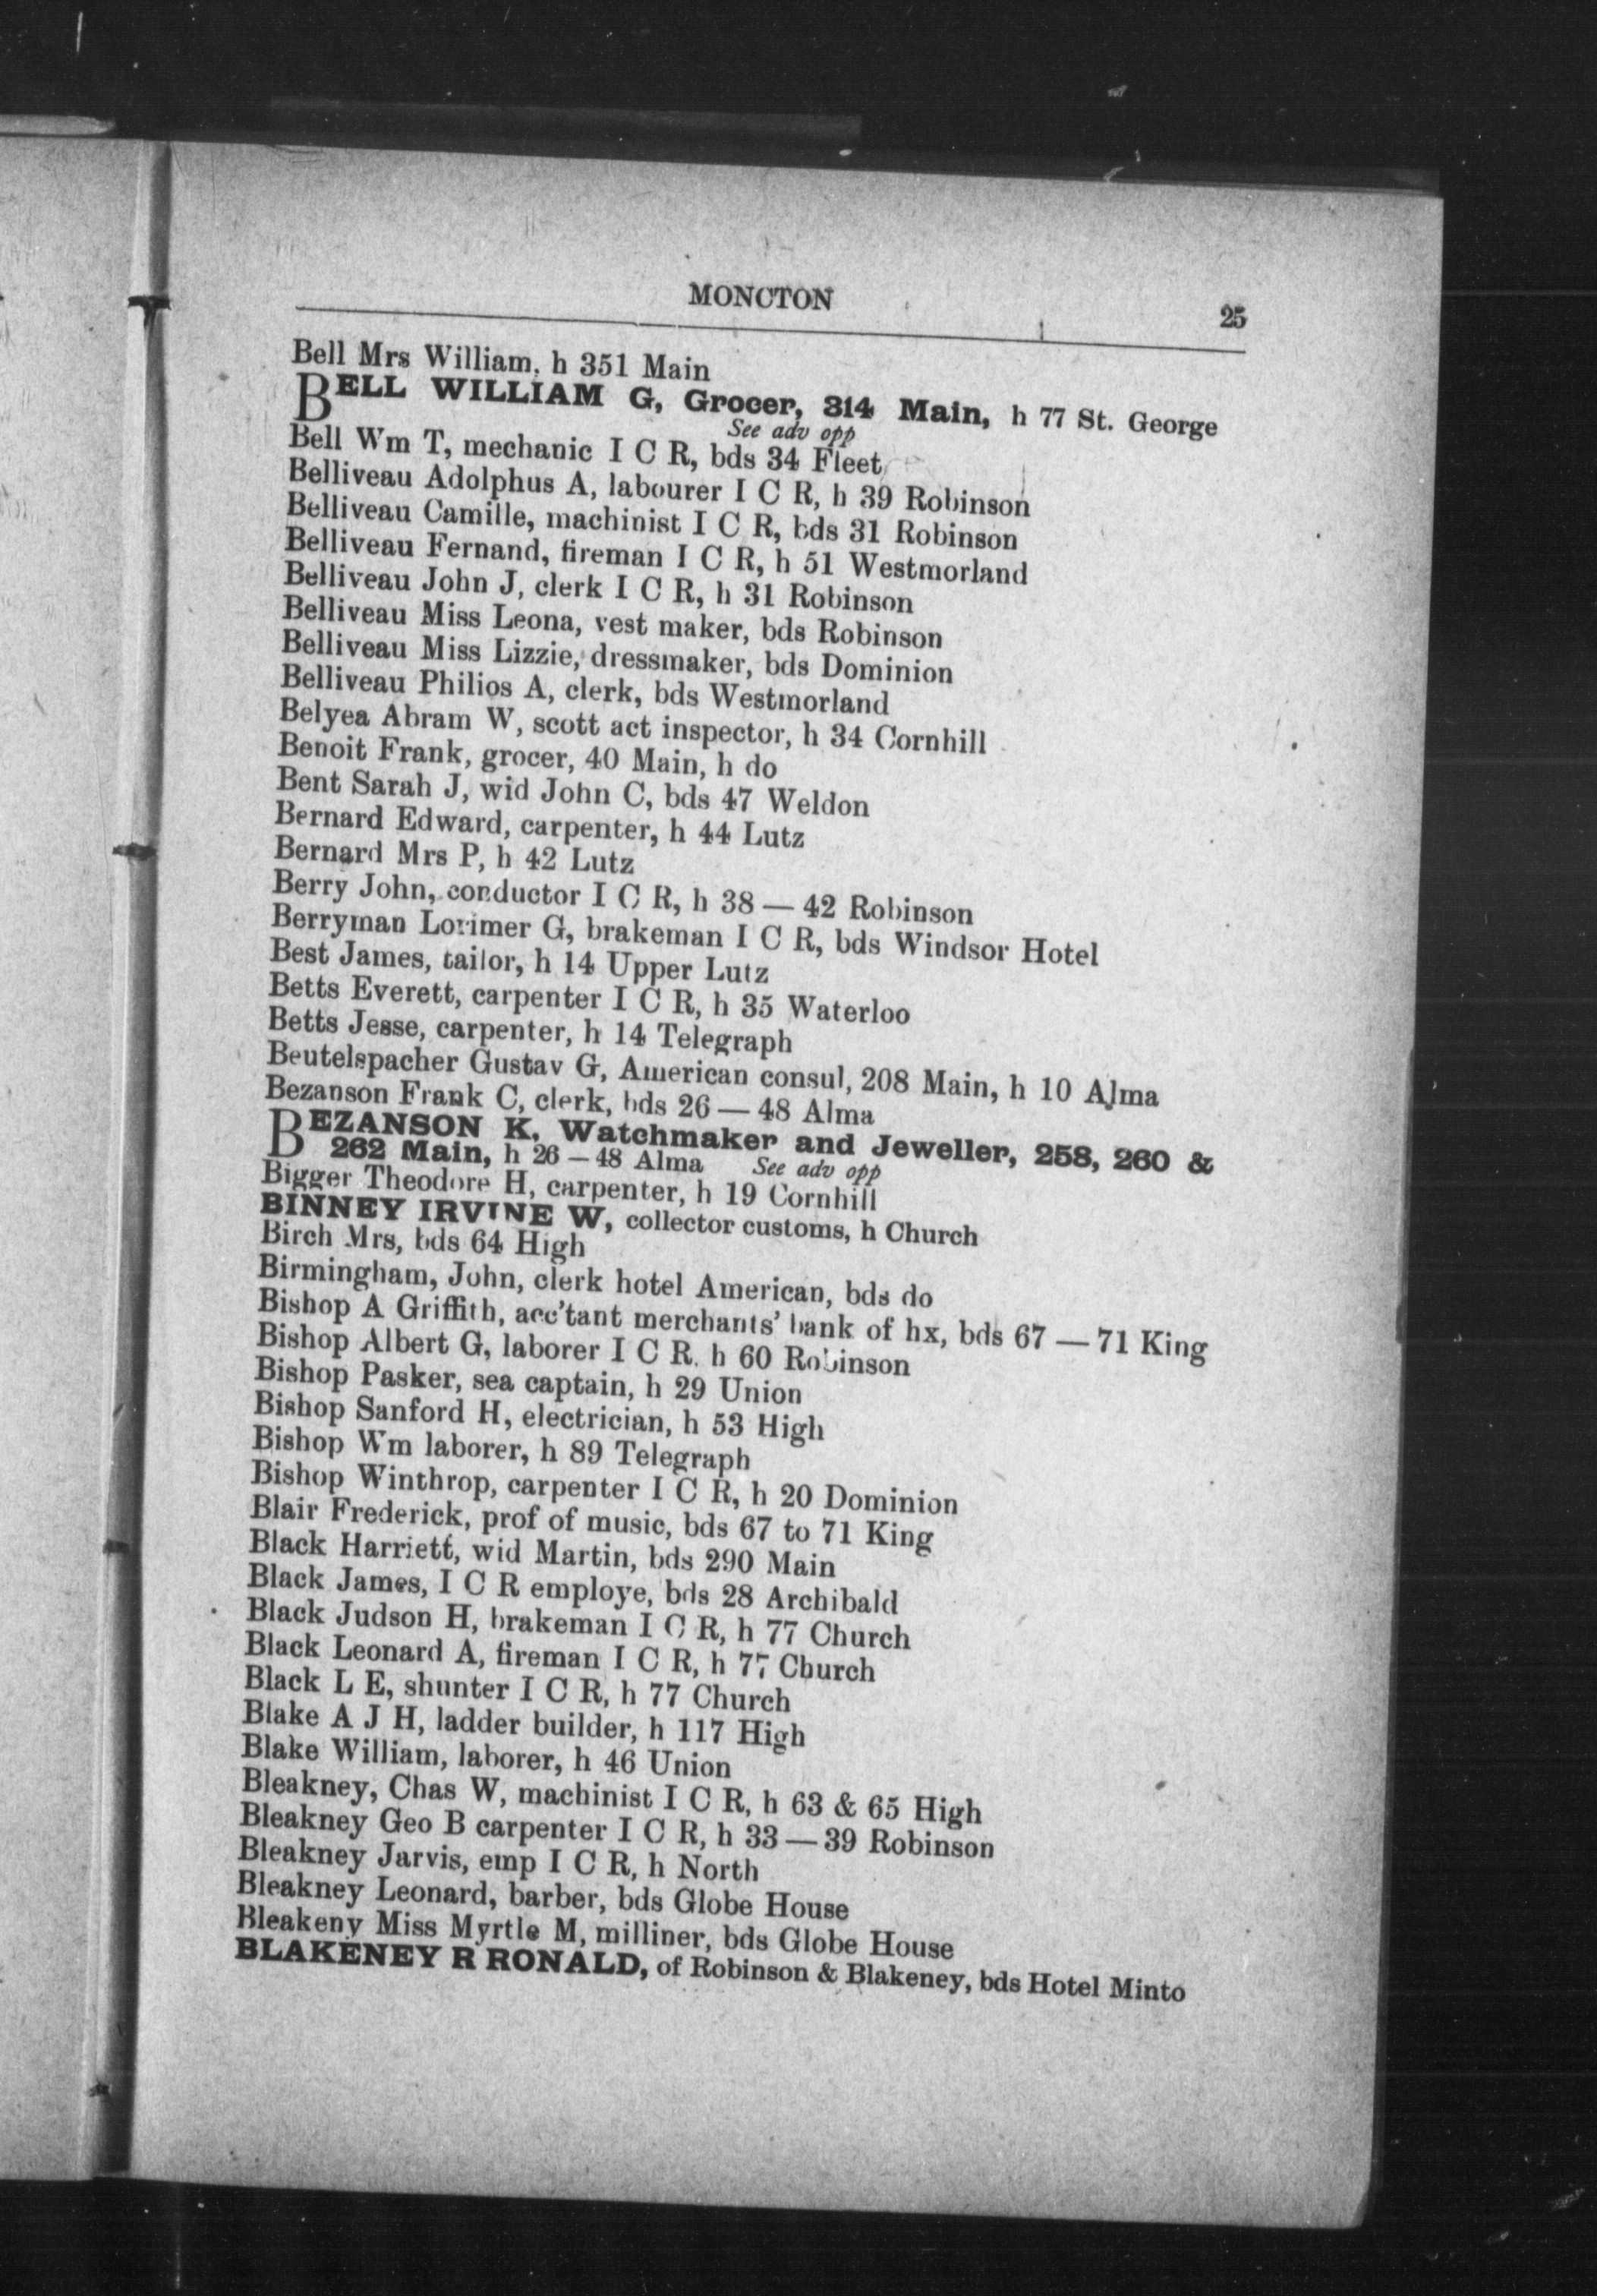 MONCTON
25
Bell Mrs William, h 351 Main
BELL WILLIAM G, Grocer, 314 Main, h 77 St. George
See adv opp
Bell Wm T, mechanic I C R, bds 34 Fleet
Belliveau Adolphus A, labourer I C R, h 39 Robinson
Belliveau Camille, machinist I C R, bds 31 Robinson
Belliveau Fernand, fireman I C R, h 51 Westmorland
Belliveau John J, clerk I C R, h 31 Robinson
Belliveau Miss Leona, vest maker, bds Robinson
Belliveau Miss Lizzie, dressmaker, bds Dominion
Belliveau Philios A, clerk, bds Westmorland
Belyea Abram W, scott act inspector, h 34 Cornhill
Benoit Frank, grocer, 40 Main, h do
Bent Sarah J, wid John C, bds 47 Weldon
Bernard Edward, carpenter, h 44 Lutz
Bernard Mrs P, h 42 Lutz
Berry John, conductor I C R, h 38 — 42 Robinson
Berryman Lorimer G, brakeman I C R, bds Windsor Hotel
Best James, tailor, h 14 Upper Lutz
Betts Everett, carpenter I C R, h 35 Waterloo
Betts Jesse, carpenter, h 14 Telegraph
Beutelspacher Gustav G, American consul, 208 Main, h 10 Alma
Bezanson Frank C, clerk, bds 26 — 48 Alma
BEZANSON K, Watchmaker and Jeweller, 258, 260 &
262 Main, h 26 — 48 Alma See adv opp
Bigger Theodore H, carpenter, h 19 Cornhill
BINNEY IRVINE W, collector customs, h Church
Birch Mrs, bds 64 High
Birmingham, John, clerk hotel American, bds do
Bishop A Griffith, acc'tant merchants' bank of hx, bds 67 — 71 King
Bishop Albert G, laborer I C R. h 60 Robinson
Bishop Pasker, sea captain, h 29 Union
Bishop Sanford H, electrician, h 53 High
Bishop Wm laborer, h 89 Telegraph
Bishop Winthrop, carpenter I C R, h 20 Dominion
Blair Frederick, prof of music, bds 67 to 71 King
Black Harriett, wid Martin, bds 290 Main
Black James, I C R employe, bds 28 Archibald
Black Judson H, brakeman I C R, h 77 Church
Black Leonard A, fireman I C R, h 77 Church
Black L E, shunter I C R, h 77 Church
Blake A J H, ladder builder, h 117 High
Blake William, laborer, h 46 Union
Bleakney, Chas W, machinist I C R, h 63 & 65 High
Bleakney Geo B carpenter I C R, h 33 — 39 Robinson
Bleakney Jarvis, emp I C R, h North
Bleakney Leonard, barber, bds Globe House
Bleakeny Miss Myrtle M, milliner, bds Globe House
BLAKENEY R RONALD, of Robinson & Blakeney, bds Hotel Minto